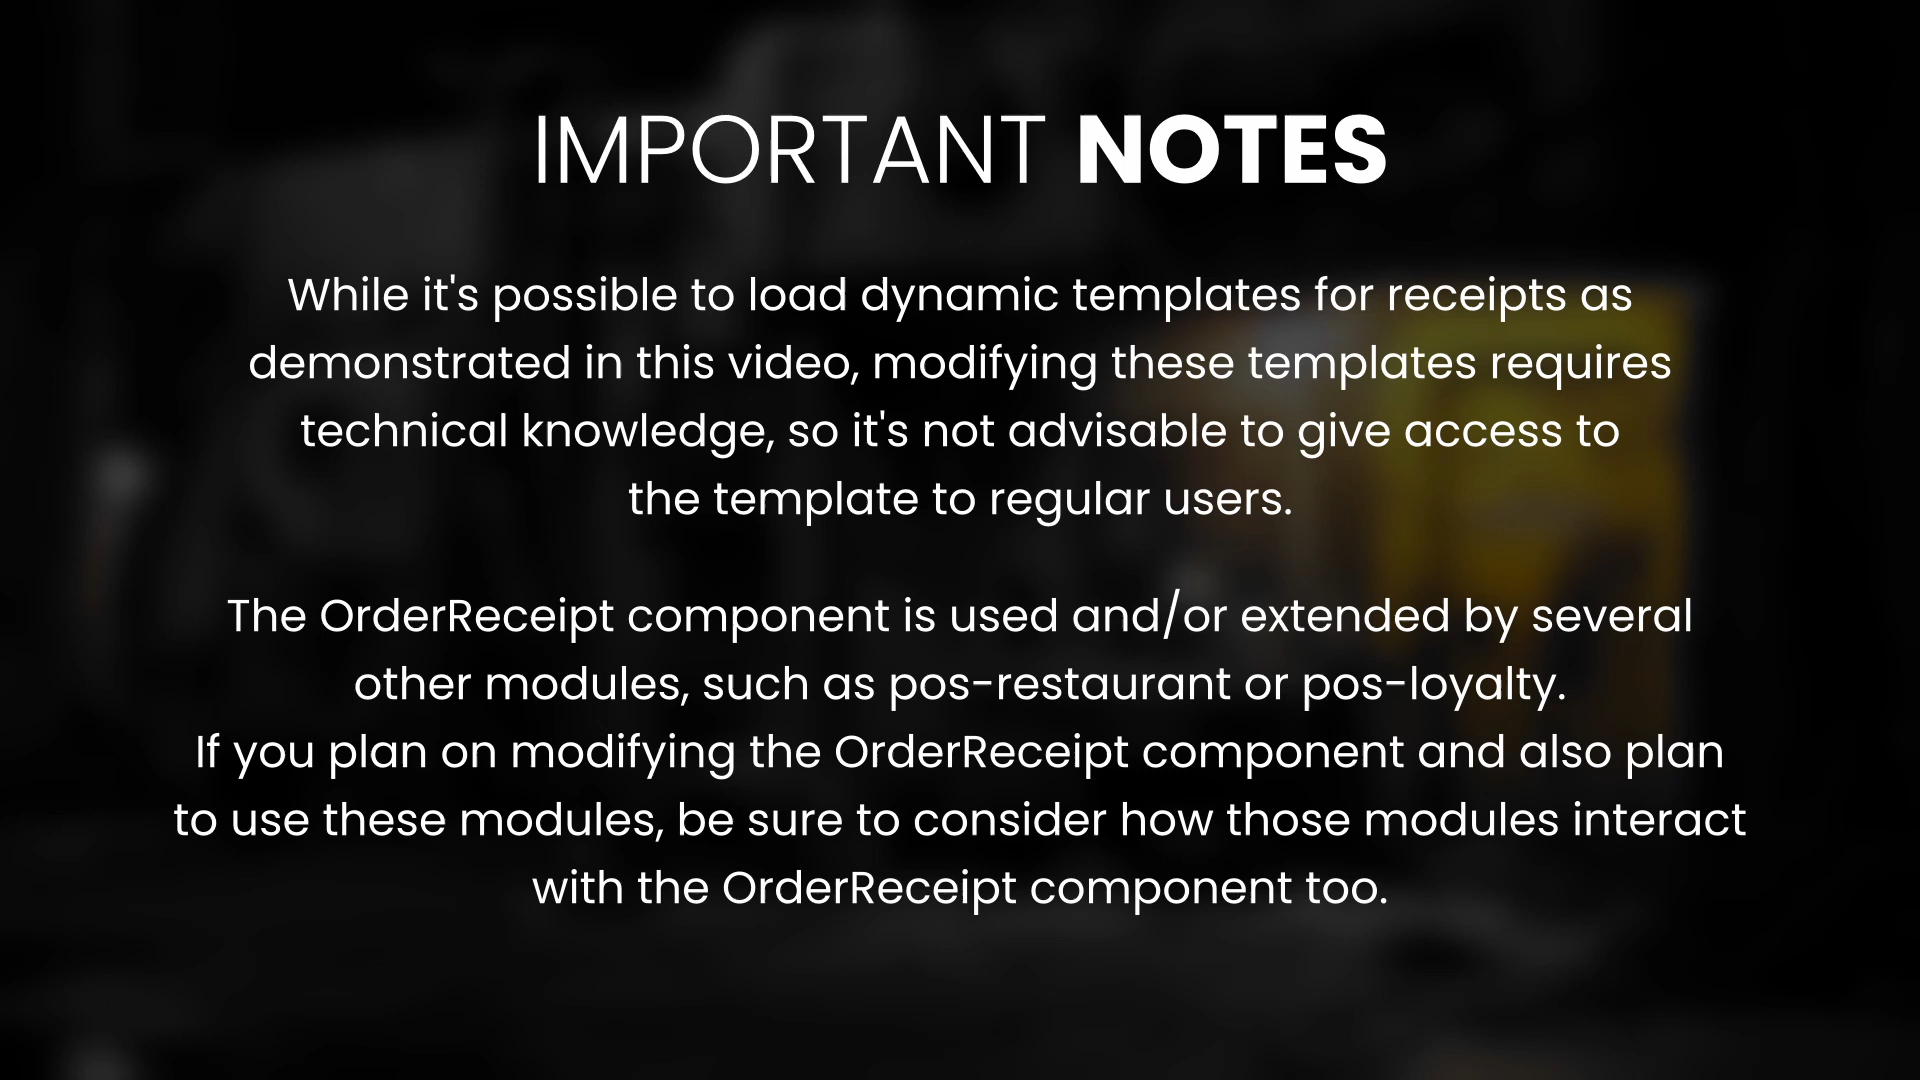 IMPORTANT NOTES
While it's possible to load dynamic templates for receipts as
demonstrated in this video, modifying these templates requires
technical knowledge, so it's not advisable to give access to
the template to regular users.
The OrderReceipt component is used and/or extended by several
other modules, such as pos-restaurant or pos-loyalty.
If you plan on modifying the OrderReceipt component and also plan
to use these modules, be sure to consider how those modules interact
with the OrderReceipt component too.